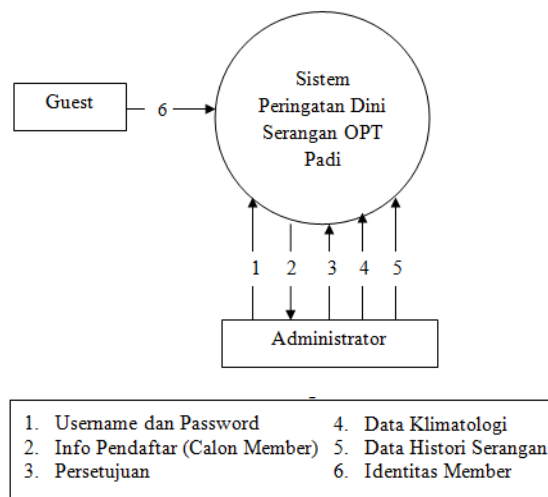 Sistem
Peringatan Dini
Serangan OPT
Padi
Guest
6
1 2 3 4 5
Administrator
1. Username dan Password
2. Info Pendaftar (Calon Member)
3. Persetujuan
4. Data Klimatologi
5. Data Histori Serangan
6. Identitas Member